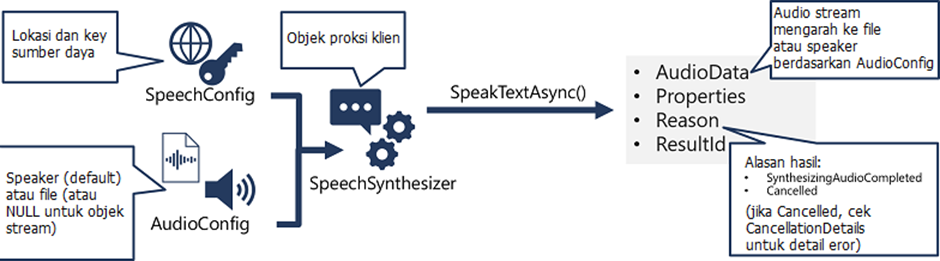 Lokasi dan key
sumber daya
SpeechConfig
Speaker (default)
atau file (atau
NULL untuk objek
stream)
AudioConfig
Objek proksi klien
SpeechSynthesizer
SpeakTextAsync()
Audio stream
mengarah ke file
atau speaker
berdasarkan AudioConfig
• AudioData
• Properties
• Reason
• ResultId
Alasan hasil:
• SynthesizingAudioCompleted
• Cancelled
(jika Cancelled, cek
CancellationDetails
untuk detail eror)